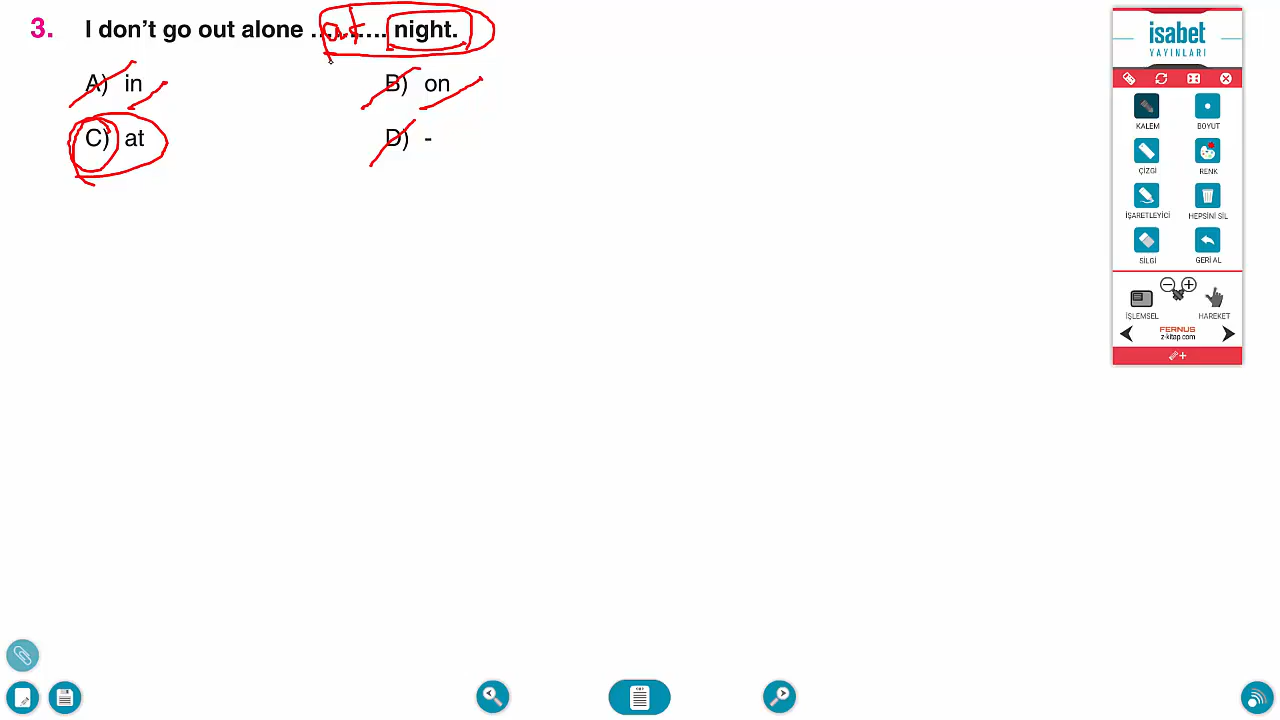 3. I don't go out alone ........... night.
at
A) in
B) on
C) at
D) -
isabet
YAYINLARI
KALEM
BOYUT
ÇİZGİ
RENK
İŞARETLEYİCİ
HEPSİNİ SİL
SİLGİ
GERİ AL
İŞLEMSEL
HAREKET
FERNUS
z-kitap.com